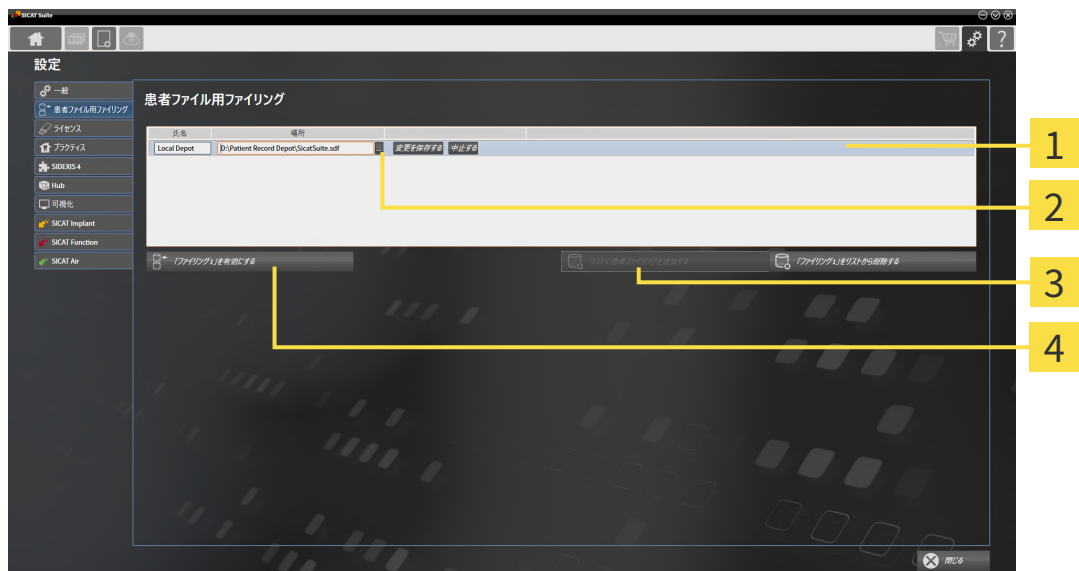 SICAT Suite
?
設定
一般
患者ファイル用ファイリング
ライセンス
プラクティス
SIDEXIS 4
Hub
可視化
SICAT Implant
SICAT Function
SICAT Air
患者ファイル用ファイリング
氏名 場所
Local Depot D:\Patient Record Depot\SicatSuite.sdf ... 変更を保存する 中止する
「ファイリング1」を有効にする
リストに患者ファイリングを追加する
「ファイリング1」をリストから削除する
閉じる
1
2
3
4